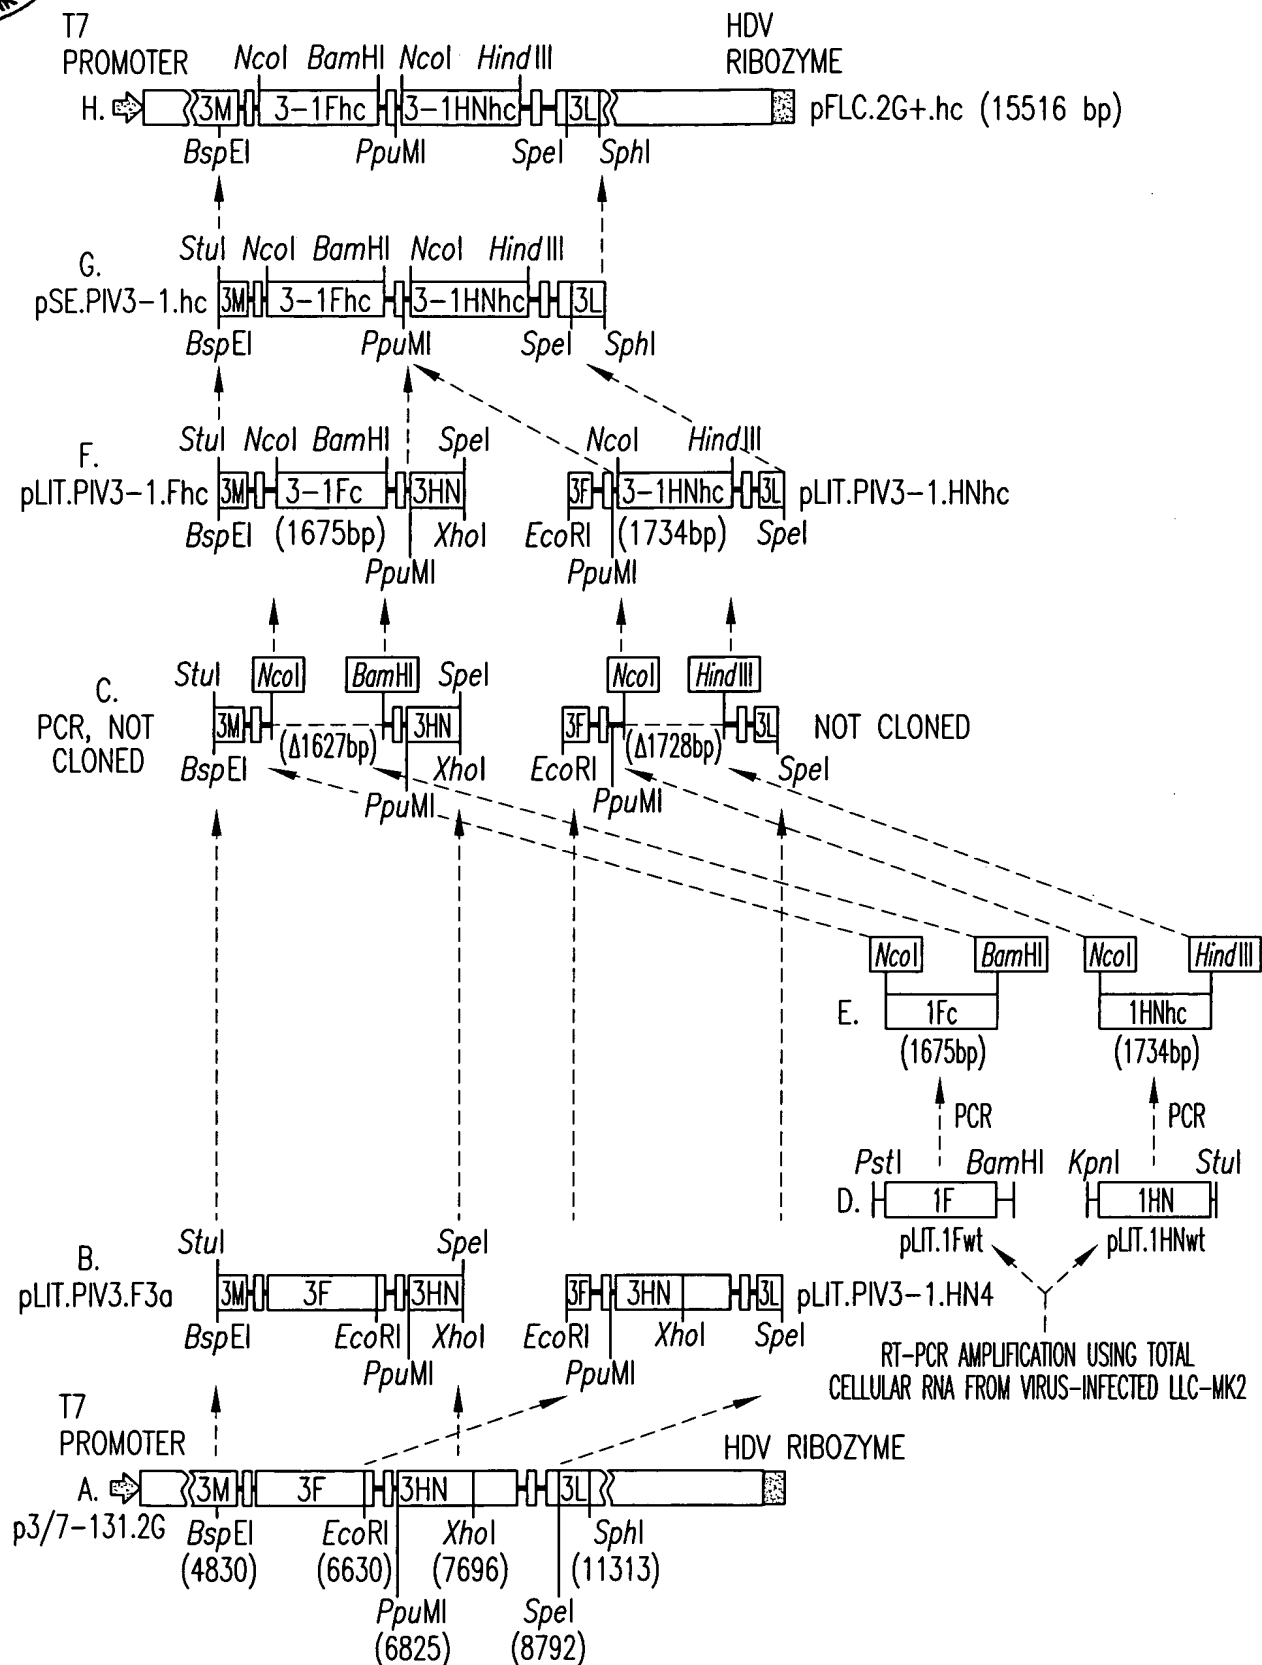 T7
PROMOTER
HDV
RIBOZYME
NcoI BamHI NcoI HindIII
H.
3M 3-1Fhc 3-1HNhc 3L
pFLC.2G+.hc (15516 bp)
BspEI PpuMI SpeI SphI
StuI NcoI BamHI NcoI HindIII
G.
pSE.PIV3-1.hc
3M 3-1Fhc 3-1HNhc 3L
BspEI PpuMI SpeI SphI
StuI NcoI BamHI SpeI NcoI HindIII
F.
pLIT.PIV3-1.Fhc
3M 3-1Fc 3HN
3F 3-1HNhc 3L
pLIT.PIV3-1.HNhc
BspEI (1675bp) XhoI EcoRI (1734bp) SpeI
PpuMI PpuMI
StuI NcoI BamHI SpeI NcoI HindIII
C.
PCR, NOT
CLONED
3M 3HN
3F 3L
NOT CLONED
(Δ1627bp) (Δ1728bp)
BspEI XhoI EcoRI SpeI
PpuMI PpuMI
NcoI BamHI NcoI HindIII
E.
1Fc 1HNhc
(1675bp) (1734bp)
PCR PCR
PstI BamHI KpnI StuI
D.
1F 1HN
pLIT.1Fwt pLIT.1HNwt
RT-PCR AMPLIFICATION USING TOTAL
CELLULAR RNA FROM VIRUS-INFECTED LLC-MK2
StuI SpeI
B.
pLIT.PIV3.F3a
3M 3F 3HN
3F 3HN 3L
pLIT.PIV3-1.HN4
BspEI EcoRI XhoI EcoRI XhoI SpeI
PpuMI PpuMI
T7
PROMOTER
HDV RIBOZYME
A.
p3/7-131.2G
3M 3F 3HN 3L
BspEI EcoRI XhoI SphI
(4830) (6630) (7696) (11313)
PpuMI SpeI
(6825) (8792)